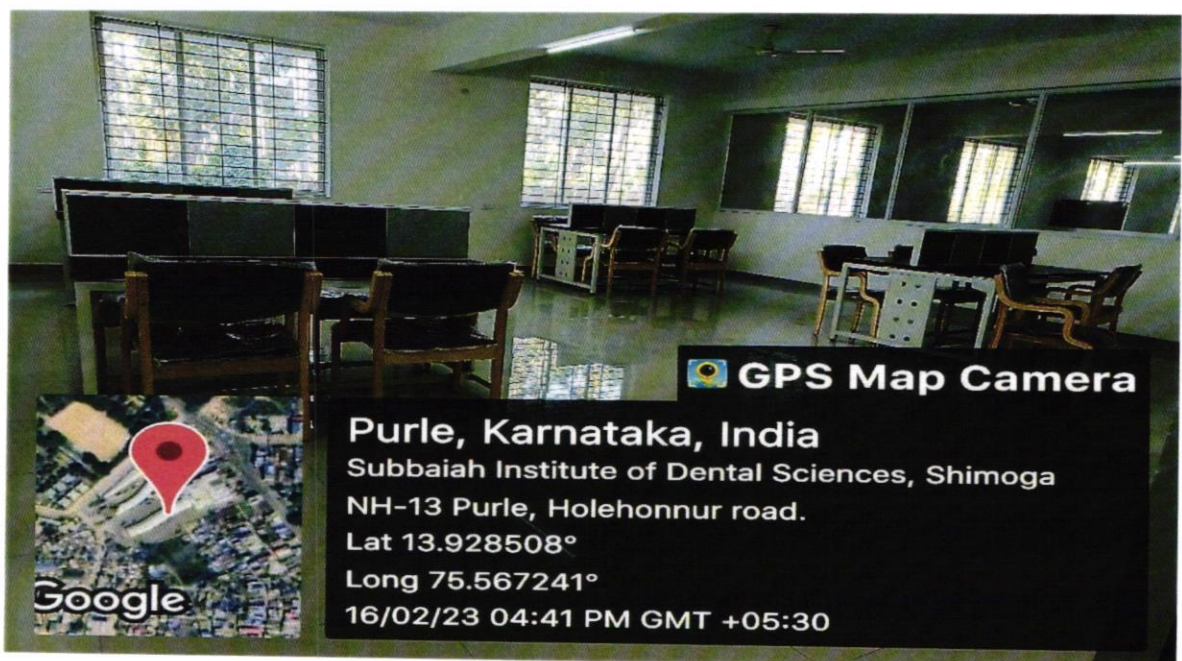 GPS Map Camera
Purle, Karnataka, India
Subbaiah Institute of Dental Sciences, Shimoga
NH-13 Purle, Holehonnur road.
Lat 13.928508°
Long 75.567241°
16/02/23 04:41 PM GMT +05:30
Google